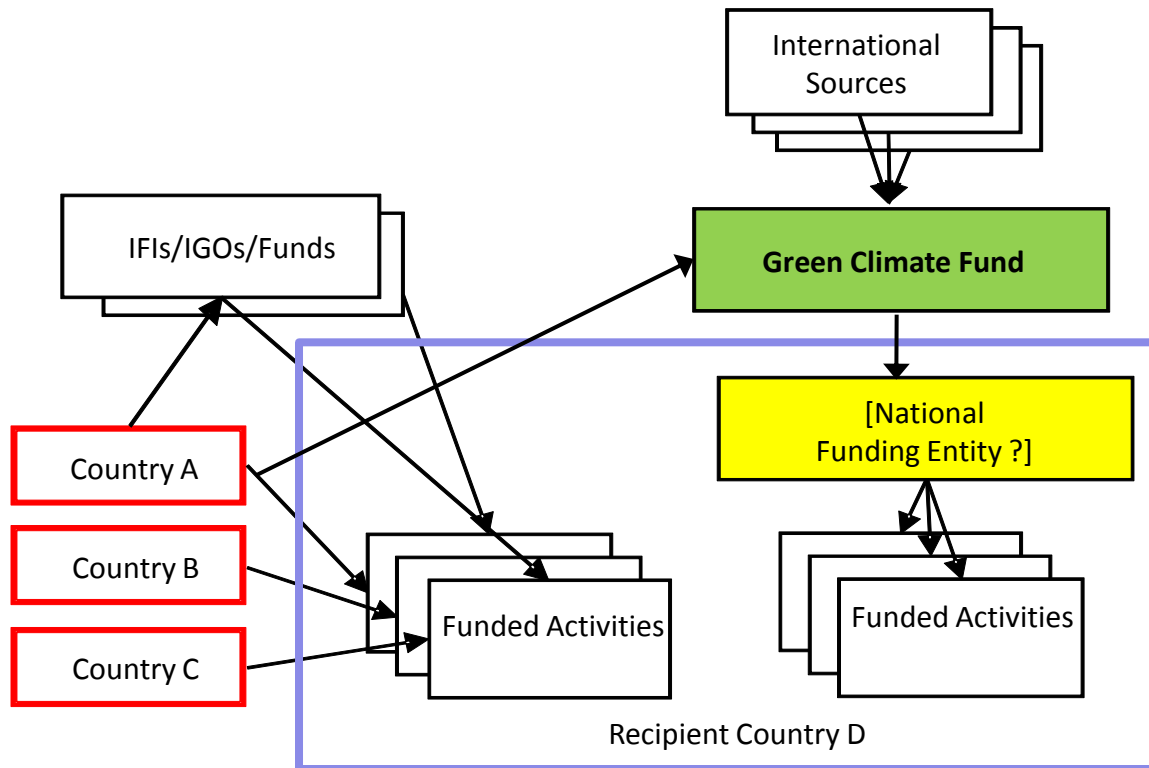 International
Sources
IFIs/IGOs/Funds
Green Climate Fund
[National
Funding Entity ?]
Country A
Country B
Country C
Funded Activities
Funded Activities
Recipient Country D